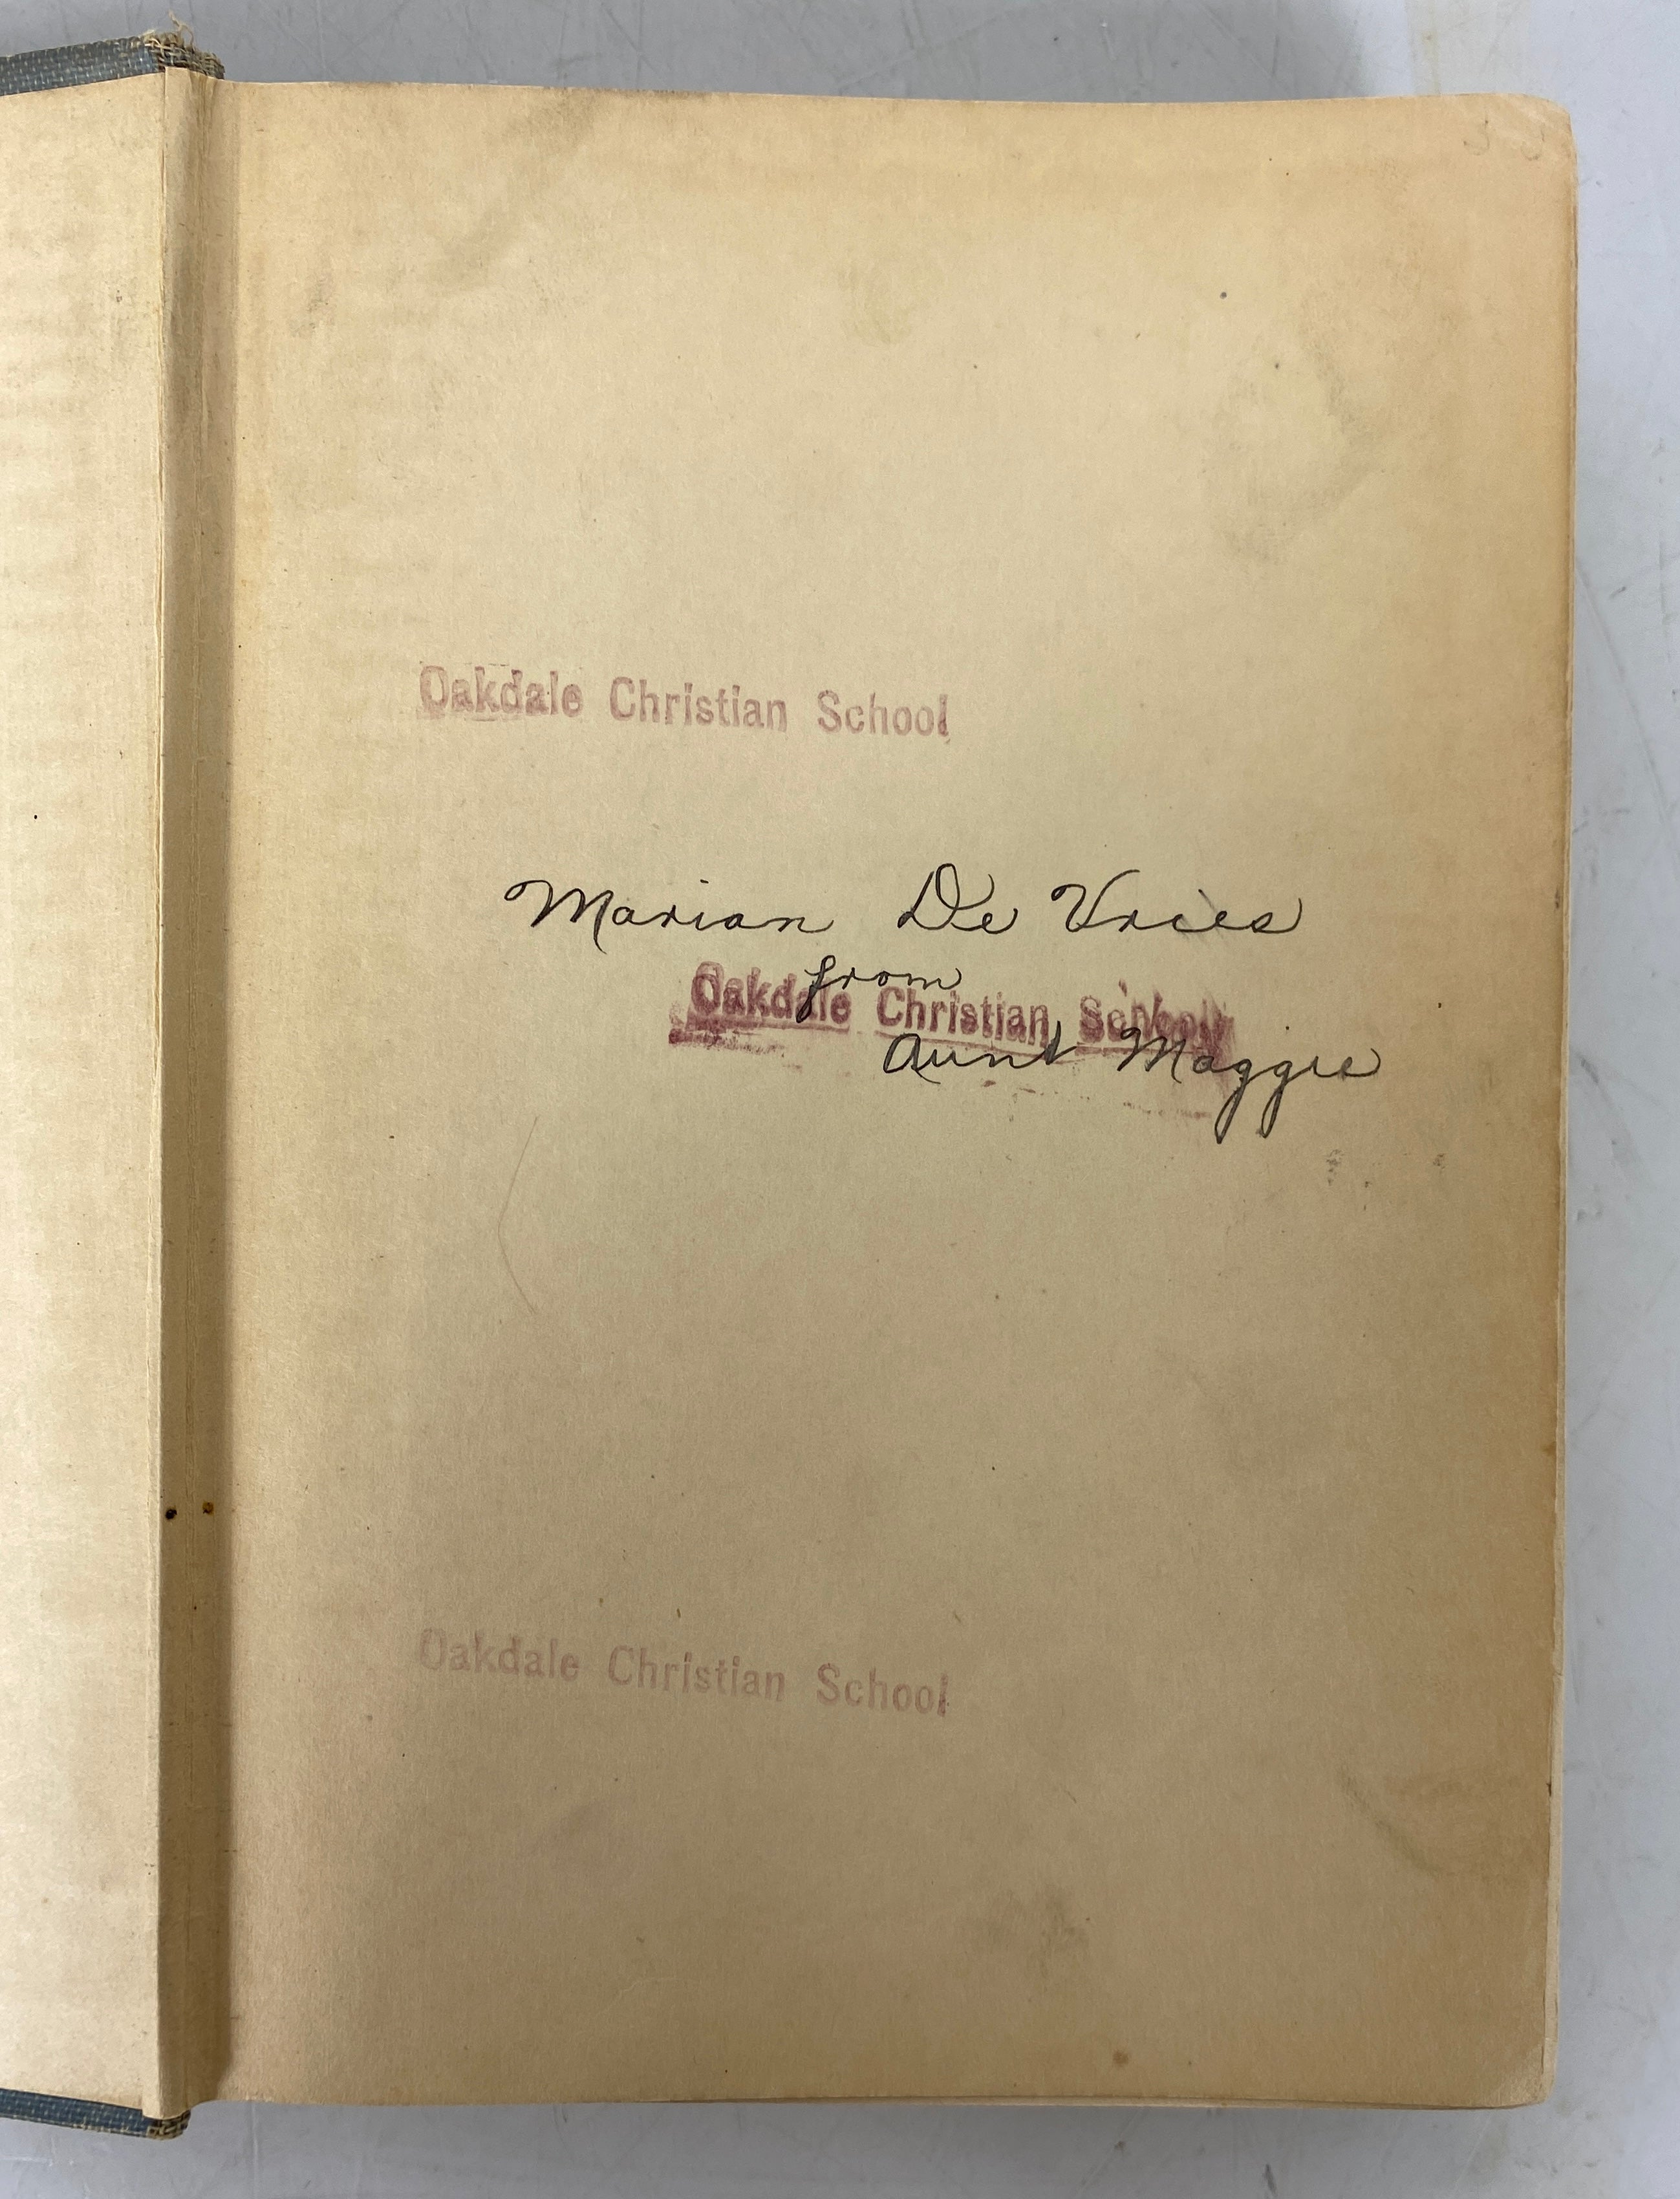 Oakdale Christian School
Marian De Vries
from
Oakdale Christian School
Aunt Maggie
Oakdale Christian School